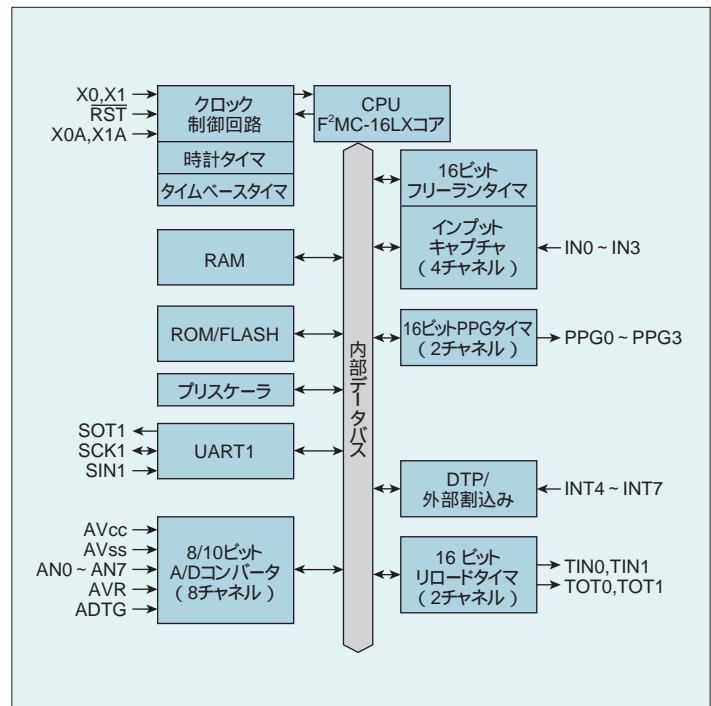 X0,X1
RST
X0A,X1A
クロック
制御回路
時計タイマ
タイムベースタイマ
CPU
F²MC-16LXコア
RAM
ROM/FLASH
プリスケーラ
SOT1
SCK1
SIN1
UART1
AVcc
AVss
AN0 ~ AN7
AVR
ADTG
8/10ビット
A/Dコンバータ
(8チャネル)
内部データバス
16ビット
フリーランタイマ
インプット
キャプチャ
(4チャネル)
IN0 ~ IN3
16ビットPPGタイマ
(2チャネル)
PPG0 ~ PPG3
DTP/
外部割込み
INT4 ~ INT7
16 ビット
リロードタイマ
(2チャネル)
TIN0,TIN1
TOT0,TOT1